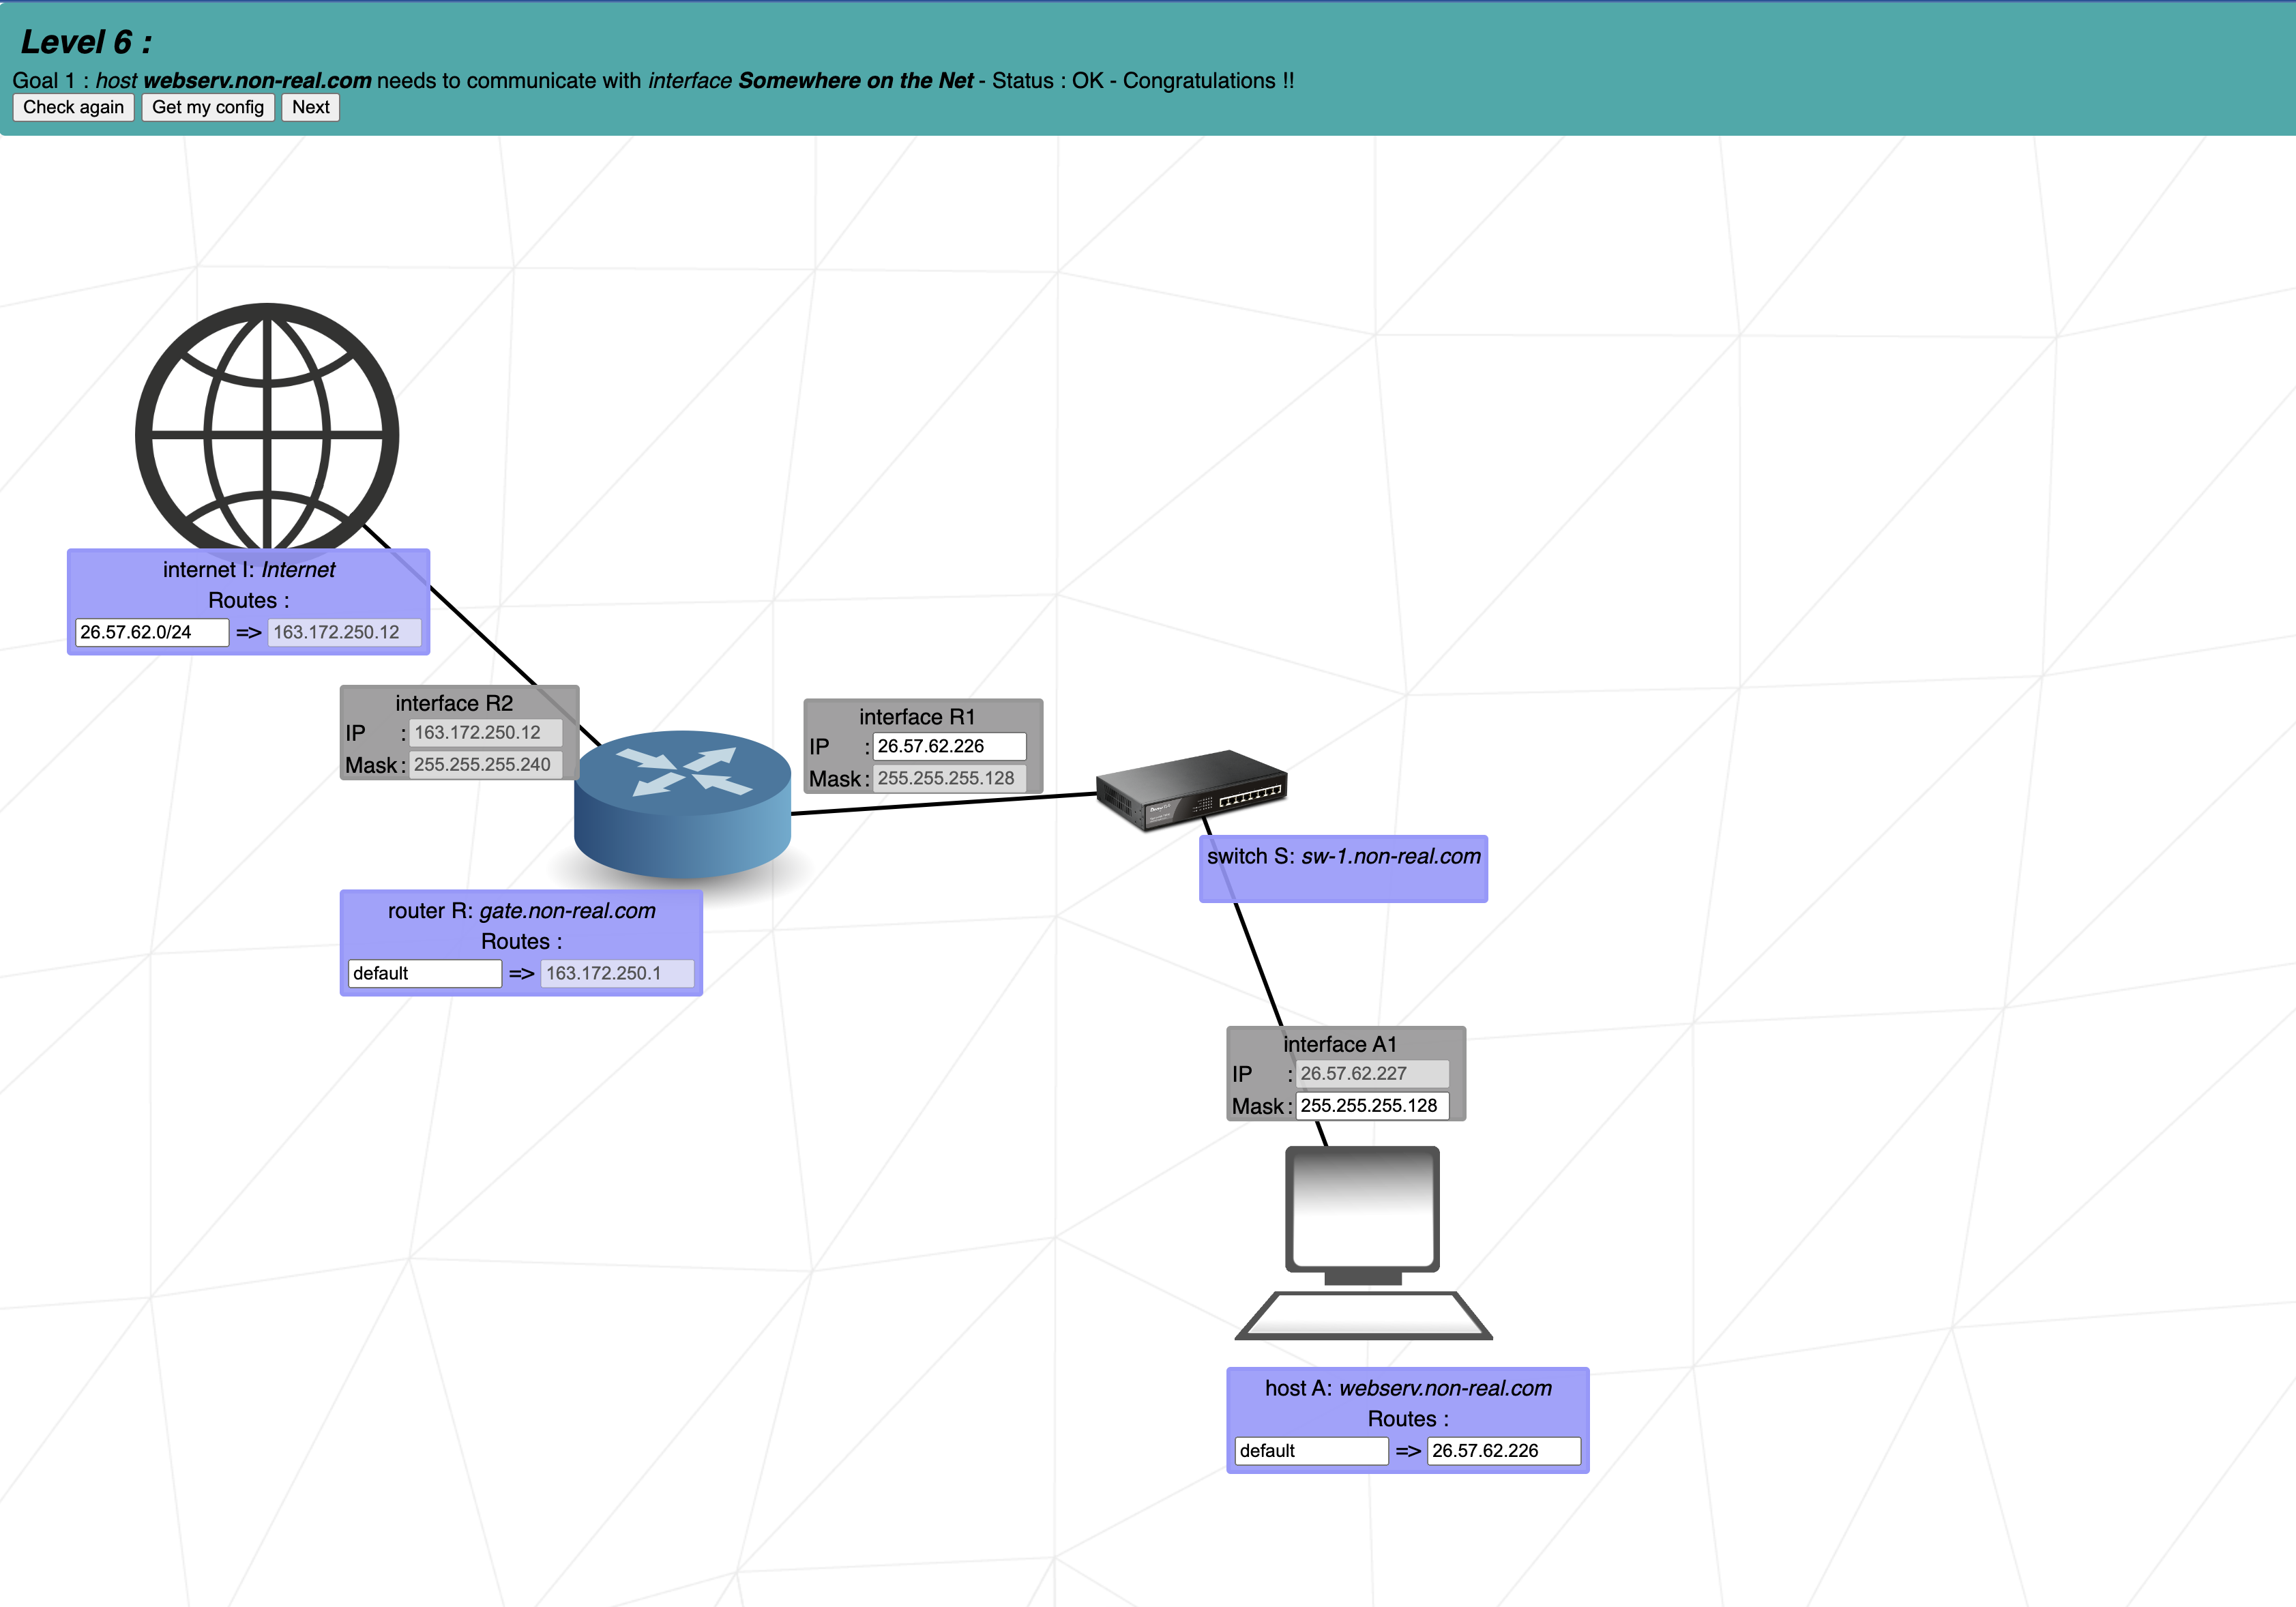 Level 6 :
Goal 1 : host webserv.non-real.com needs to communicate with interface Somewhere on the Net - Status : OK - Congratulations !!
Check again Get my config Next
internet I: Internet
Routes :
26.57.62.0/24 => 163.172.250.12
interface R2
IP : 163.172.250.12
Mask : 255.255.255.240
interface R1
IP : 26.57.62.226
Mask : 255.255.255.128
switch S: sw-1.non-real.com
router R: gate.non-real.com
Routes :
default => 163.172.250.1
interface A1
IP : 26.57.62.227
Mask : 255.255.255.128
host A: webserv.non-real.com
Routes :
default => 26.57.62.226